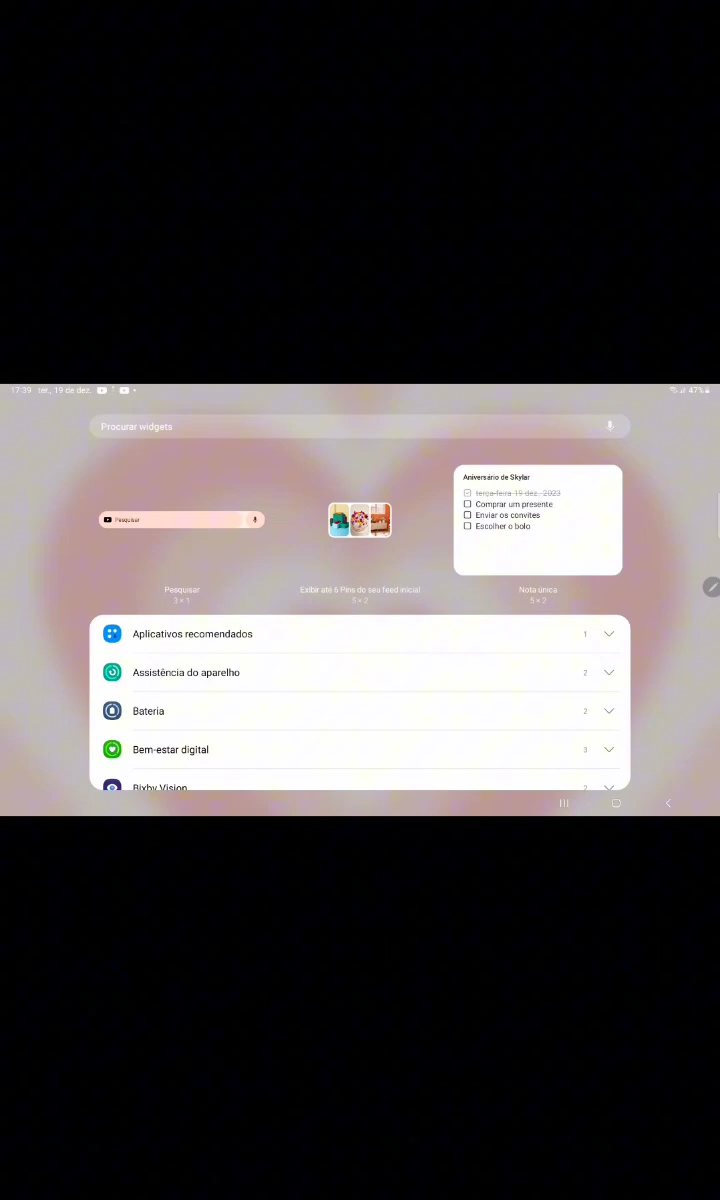 17:39 ter., 19 de dez.
47%
Procurar widgets
Pesquisar
Aniversário de Skylar
terça-feira 19 dez., 2023
Comprar um presente
Enviar os convites
Escolher o bolo
Pesquisar
3 × 1
Exibir até 6 Pins do seu feed inicial
5 × 2
Nota única
5 × 2
Aplicativos recomendados 1
Assistência do aparelho 2
Bateria 2
Bem-estar digital 3
Bixby Vision 2